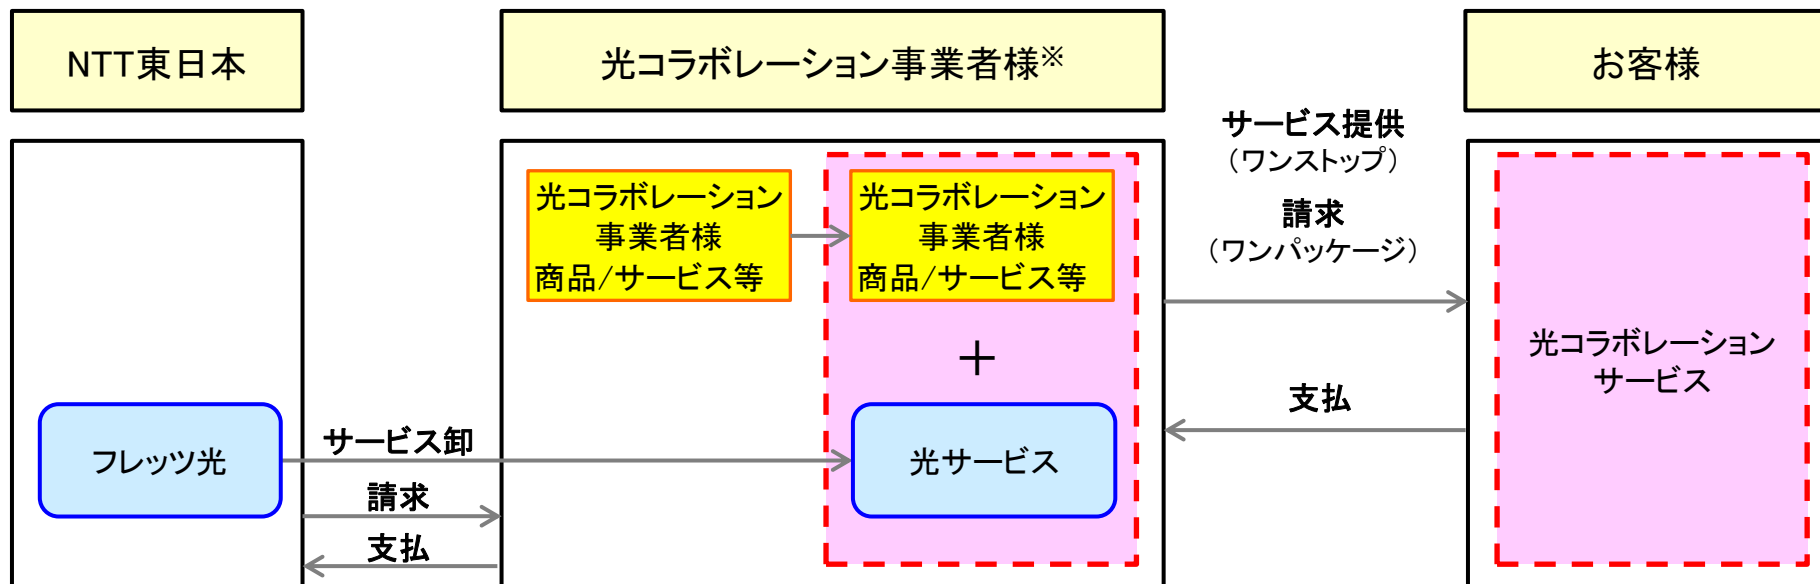 NTT東日本
光コラボレーション事業者様※
お客様
サービス提供
（ワンストップ）
請求
（ワンパッケージ）
光コラボレーション
事業者様
商品/サービス等
光コラボレーション
事業者様
商品/サービス等
＋
光コラボレーション
サービス
支払
フレッツ光
サービス卸
光サービス
請求
支払